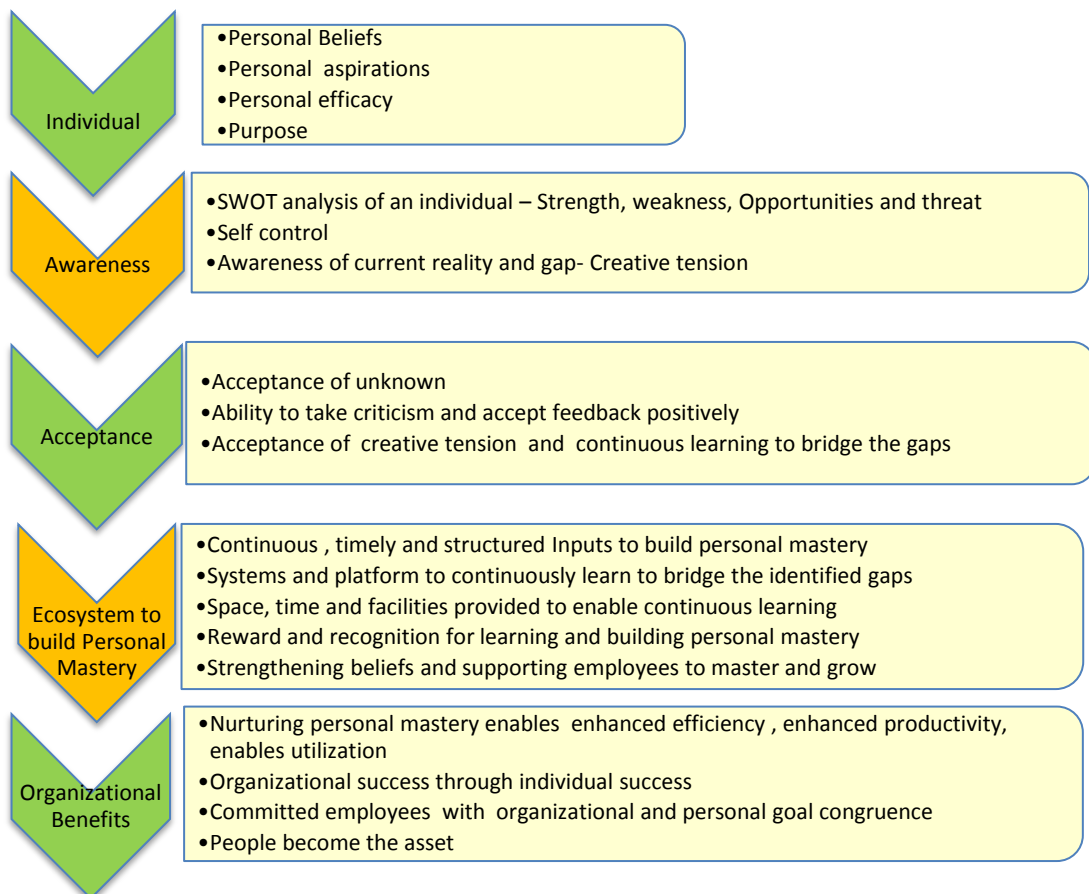 Individual
•Personal Beliefs
•Personal aspirations
•Personal efficacy
•Purpose
Awareness
•SWOT analysis of an individual – Strength, weakness, Opportunities and threat
•Self control
•Awareness of current reality and gap- Creative tension
Acceptance
•Acceptance of unknown
•Ability to take criticism and accept feedback positively
•Acceptance of creative tension and continuous learning to bridge the gaps
Ecosystem to
build Personal
Mastery
•Continuous , timely and structured Inputs to build personal mastery
•Systems and platform to continuously learn to bridge the identified gaps
•Space, time and facilities provided to enable continuous learning
•Reward and recognition for learning and building personal mastery
•Strengthening beliefs and supporting employees to master and grow
Organizational
Benefits
•Nurturing personal mastery enables enhanced efficiency , enhanced productivity,
enables utilization
•Organizational success through individual success
•Committed employees with organizational and personal goal congruence
•People become the asset